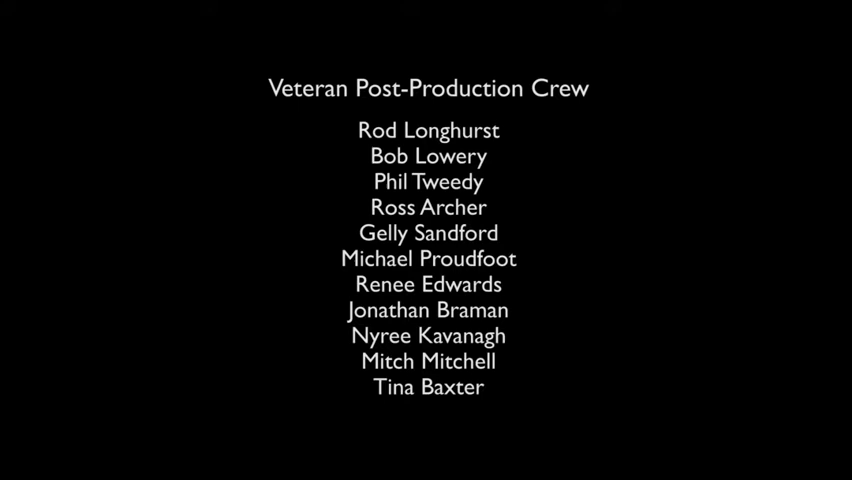 Veteran Post-Production Crew
Rod Longhurst
Bob Lowery
Phil Tweedy
Ross Archer
Gelly Sandford
Michael Proudfoot
Renee Edwards
Jonathan Braman
Nyree Kavanagh
Mitch Mitchell
Tina Baxter